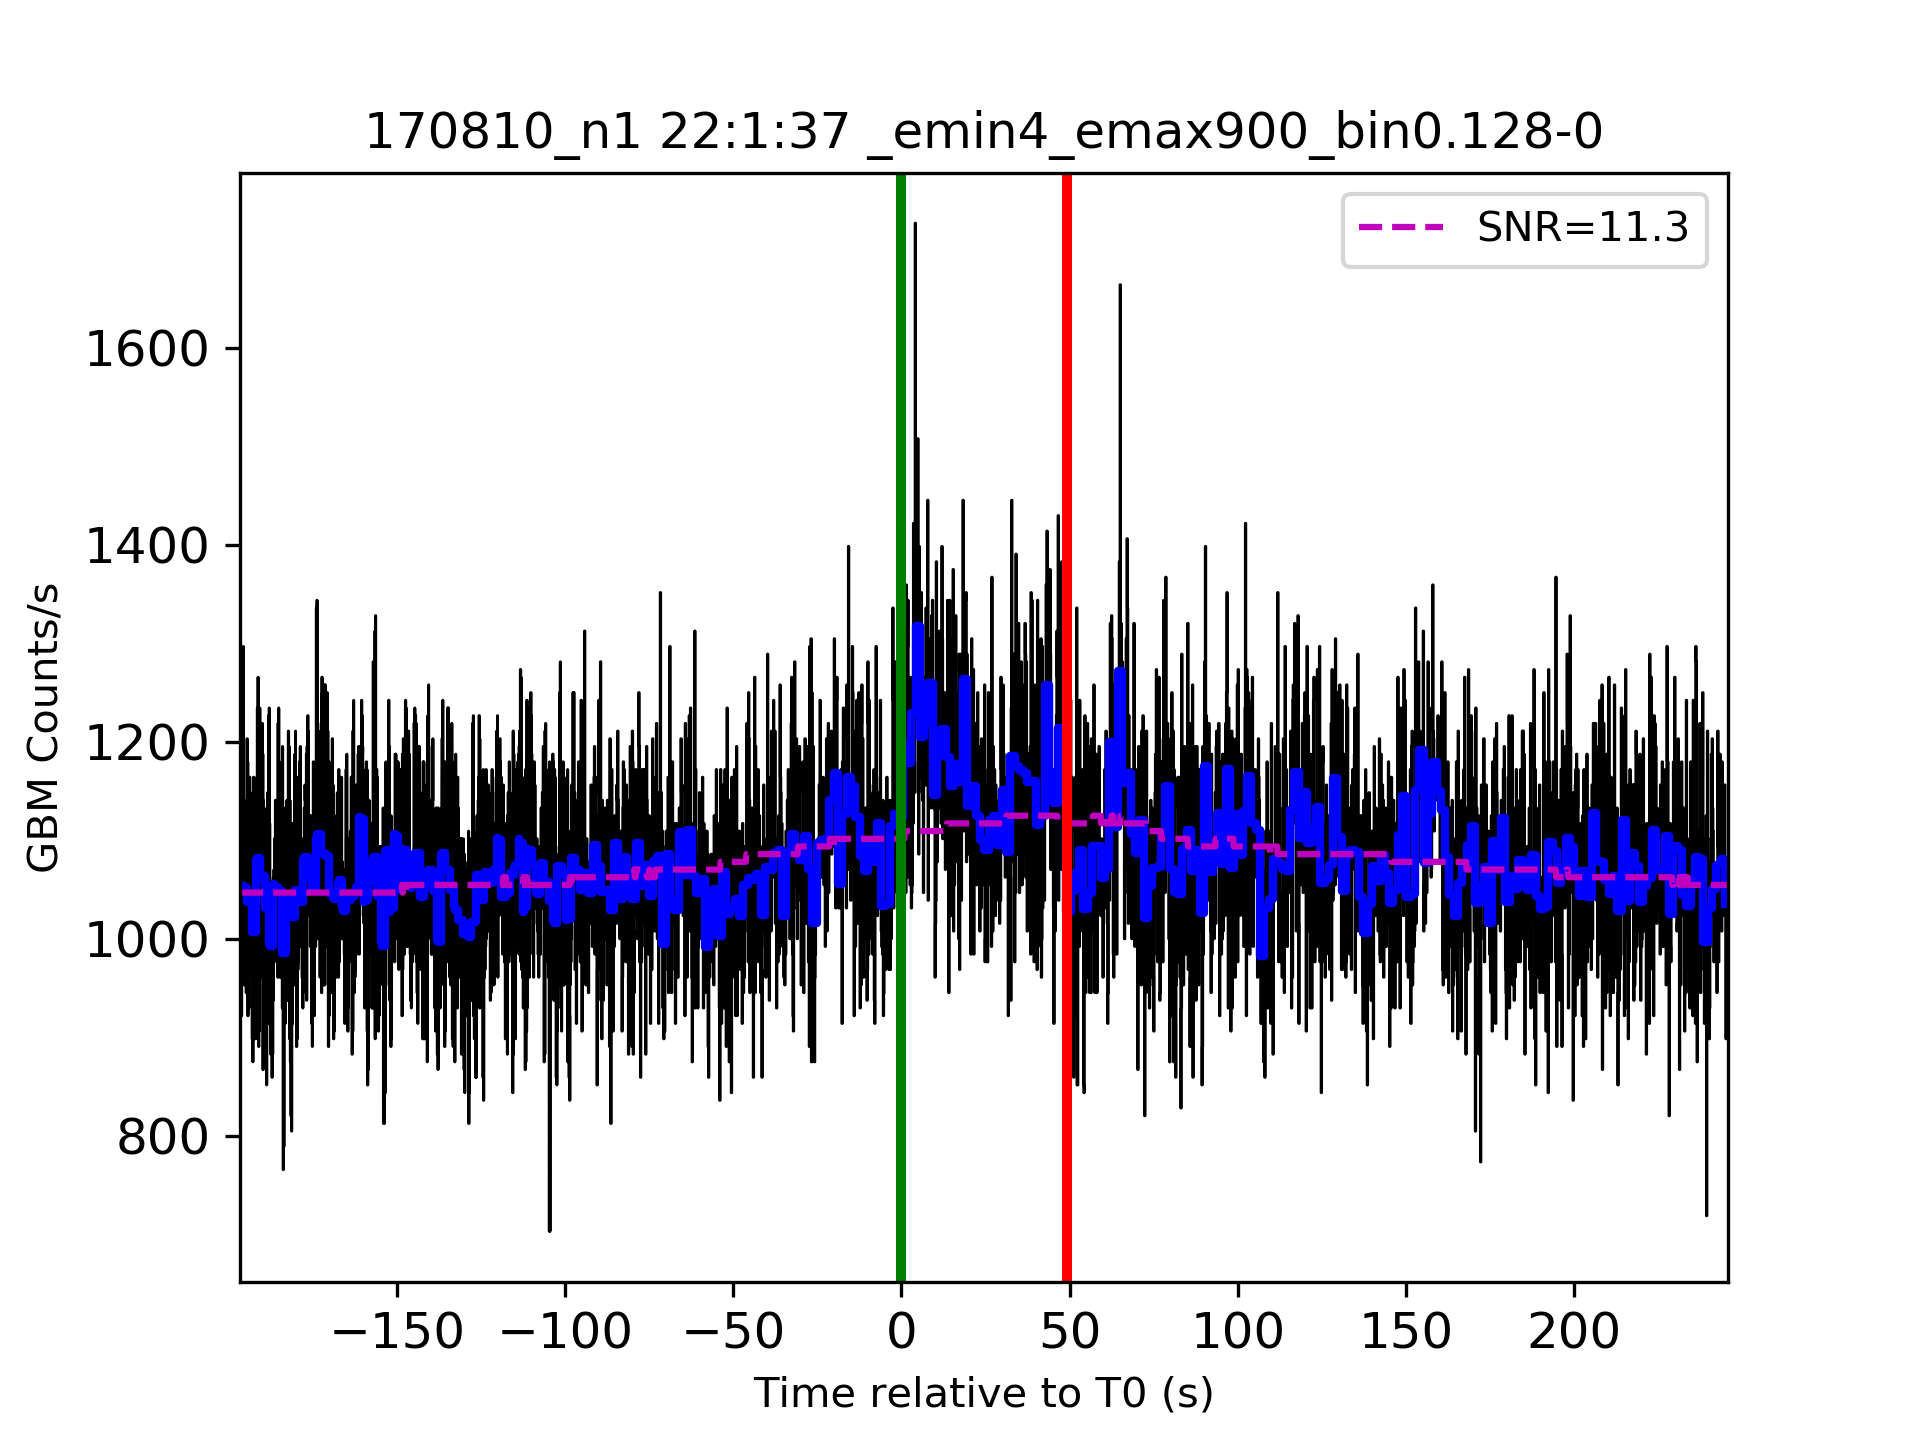 170810_n1 22:1:37 _emin4_emax900_bin0.128-0
SNR=11.3
GBM Counts/s
1600
1400
1200
1000
800
−150 −100 −50 0 50 100 150 200
Time relative to T0 (s)